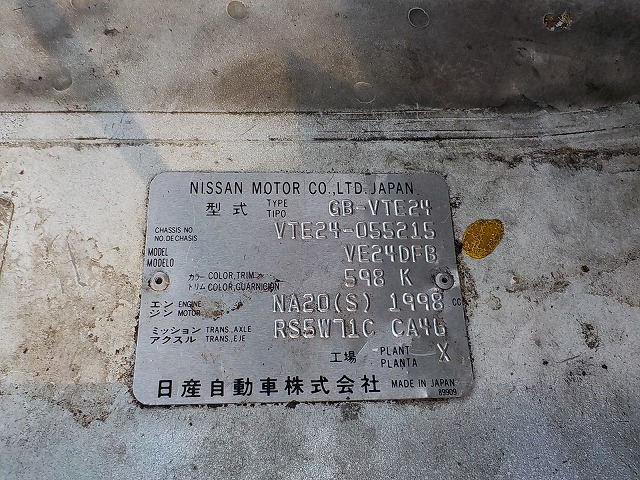 NISSAN MOTOR CO.,LTD. JAPAN
型式 TYPE TIPO GB-VTE24
CHASSIS NO. NO.DE CHASIS VTE24-055215
MODEL MODELO VE24DFB
カラー COLOR,TRIM トリム COLOR,GUARNICION 598 K
エンジン ENGINE MOTOR NA20(S) 1998 CC
ミッション アクスル TRANS.,AXLE TRANS.,EJE RS5W71C CA46
工場 PLANT PLANTA X
日産自動車株式会社 MADE IN JAPAN
89909